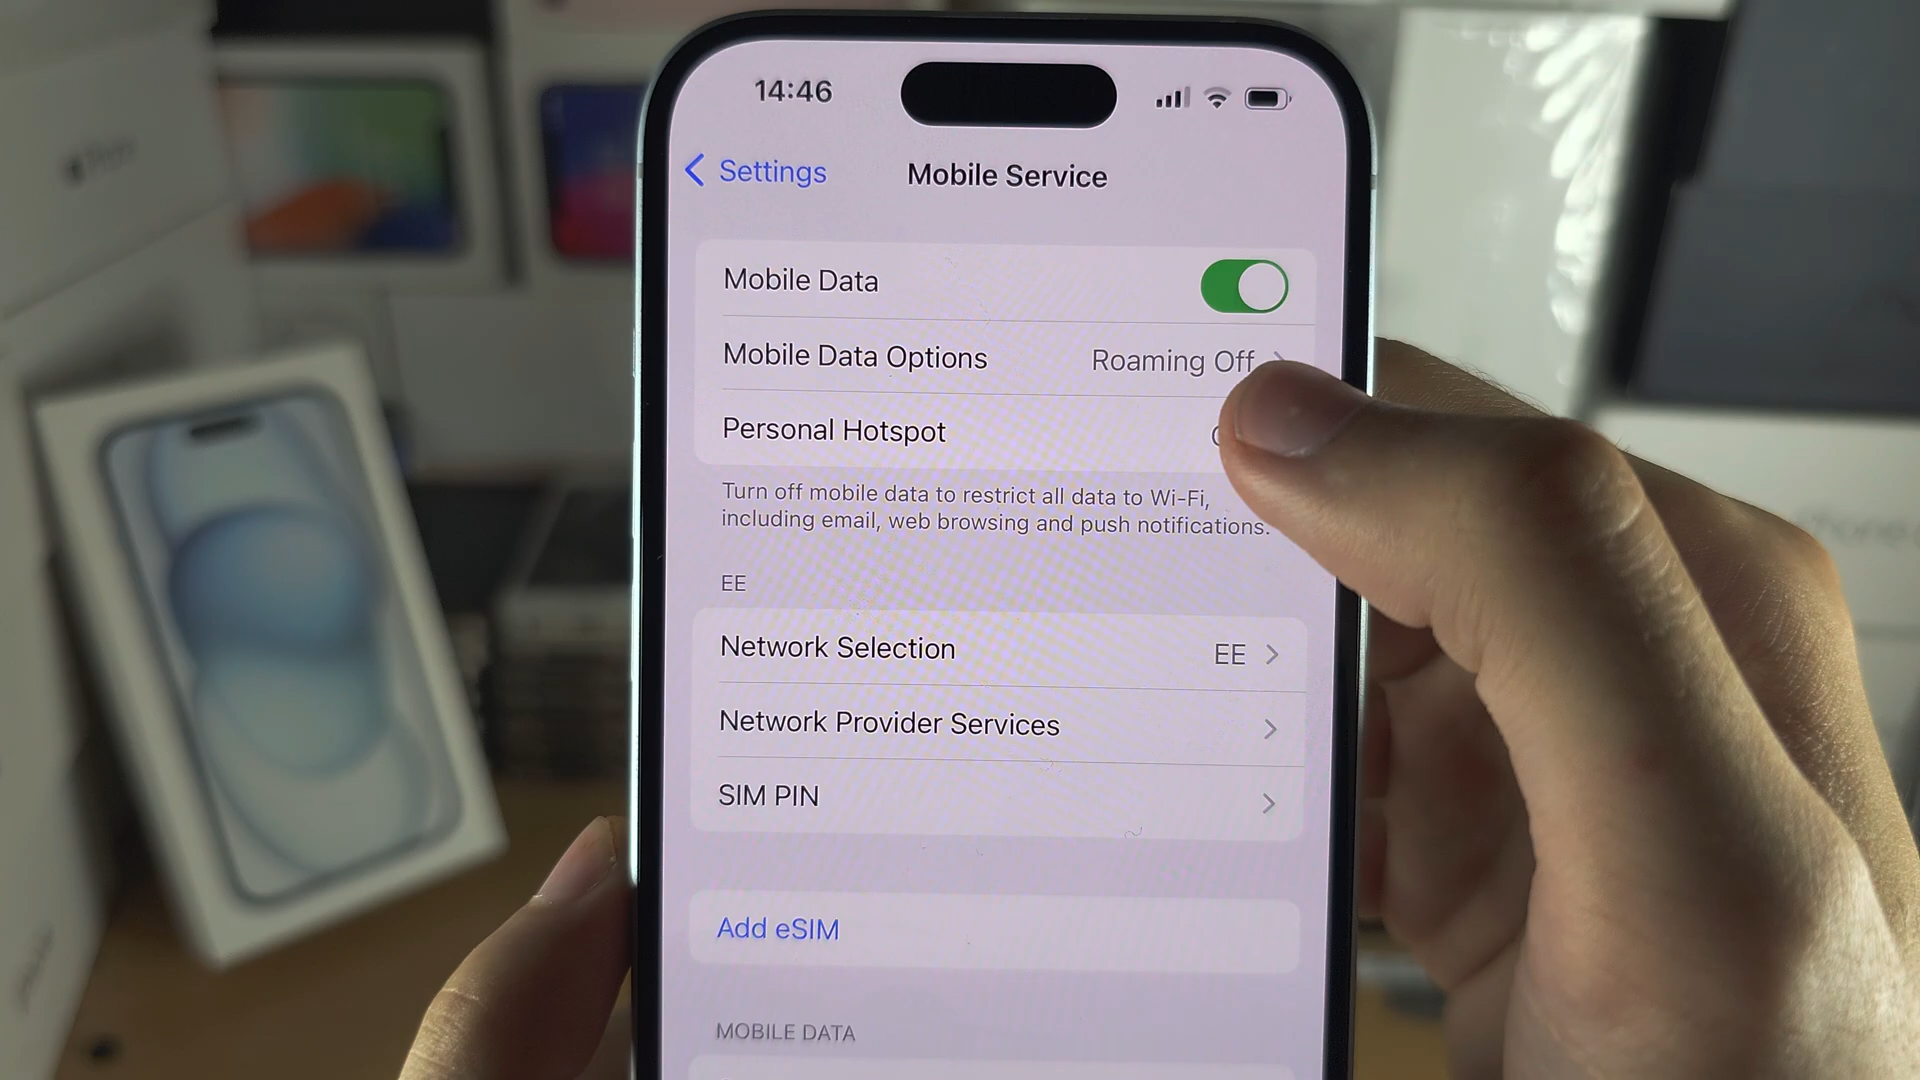 14:46
Settings
Mobile Service
Mobile Data
Mobile Data Options Roaming Off
Personal Hotspot
Turn off mobile data to restrict all data to Wi-Fi,
including email, web browsing and push notifications.
EE
Network Selection EE
Network Provider Services
SIM PIN
Add eSIM
MOBILE DATA